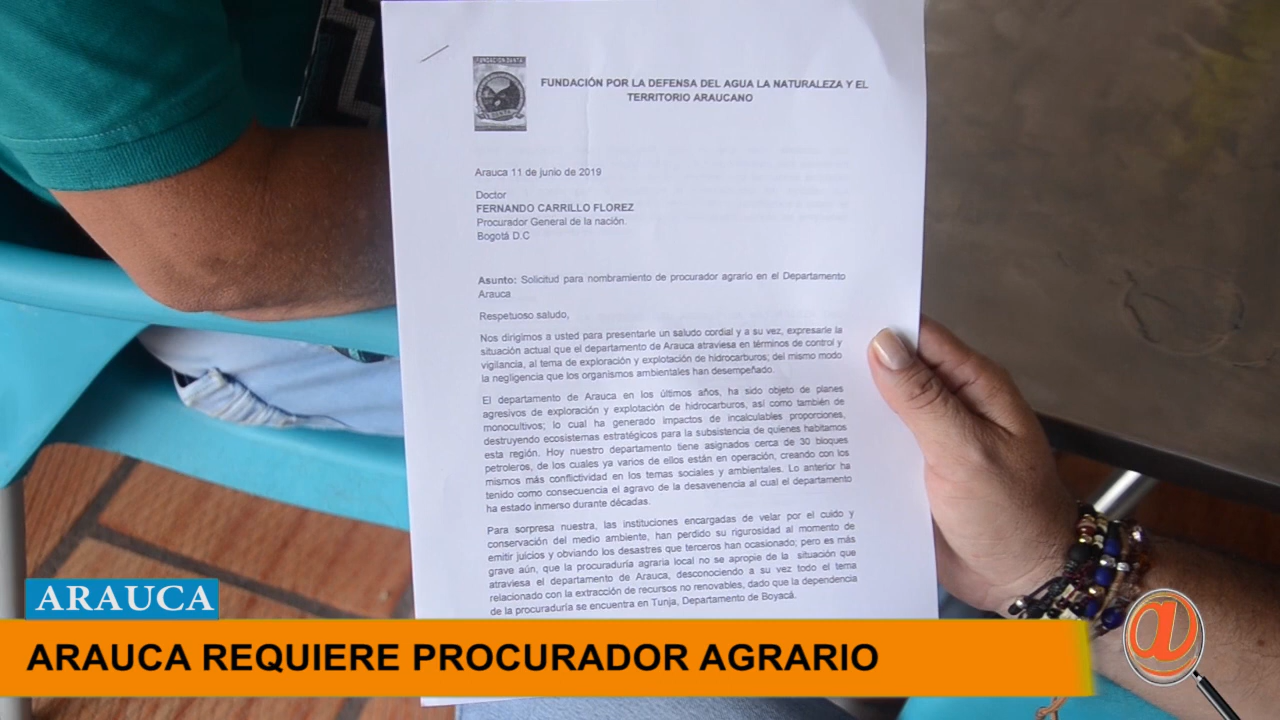 FUNDACION DANTA
FUNDACIÓN POR LA DEFENSA DEL AGUA LA NATURALEZA Y EL
TERRITORIO ARAUCANO
Arauca 11 de junio de 2019
Doctor
FERNANDO CARRILLO FLOREZ
Procurador General de la nación.
Bogotá D.C
Asunto: Solicitud para nombramiento de procurador agrario en el Departamento
Arauca
Respetuoso saludo,
Nos dirigimos a usted para presentarle un saludo cordial y a su vez, expresarle la
situación actual que el departamento de Arauca atraviesa en términos de control y
vigilancia, al tema de exploración y explotación de hidrocarburos; del mismo modo
la negligencia que los organismos ambientales han desempeñado.
El departamento de Arauca en los últimos años, ha sido objeto de planes
agresivos de exploración y explotación de hidrocarburos, así como también de
monocultivos; lo cual ha generado impactos de incalculables proporciones,
destruyendo ecosistemas estratégicos para la subsistencia de quienes habitamos
esta región. Hoy nuestro departamento tiene asignados cerca de 30 bloques
petroleros, de los cuales ya varios de ellos están en operación, creando con los
mismos más conflictividad en los temas sociales y ambientales. Lo anterior ha
tenido como consecuencia el agravo de la desavenencia al cual el departamento
ha estado inmerso durante décadas.
Para sorpresa nuestra, las instituciones encargadas de velar por el cuido y
conservación del medio ambiente, han perdido su rigurosidad al momento de
emitir juicios y obviando los desastres que terceros han ocasionado; pero es más
grave aún, que la procuraduría agraria local no se apropie de la situación que
atraviesa el departamento de Arauca, desconociendo a su vez todo el tema
relacionado con la extracción de recursos no renovables, dado que la dependencia
de la procuraduría se encuentra en Tunja, Departamento de Boyacá.
ARAUCA
ARAUCA REQUIERE PROCURADOR AGRARIO
@